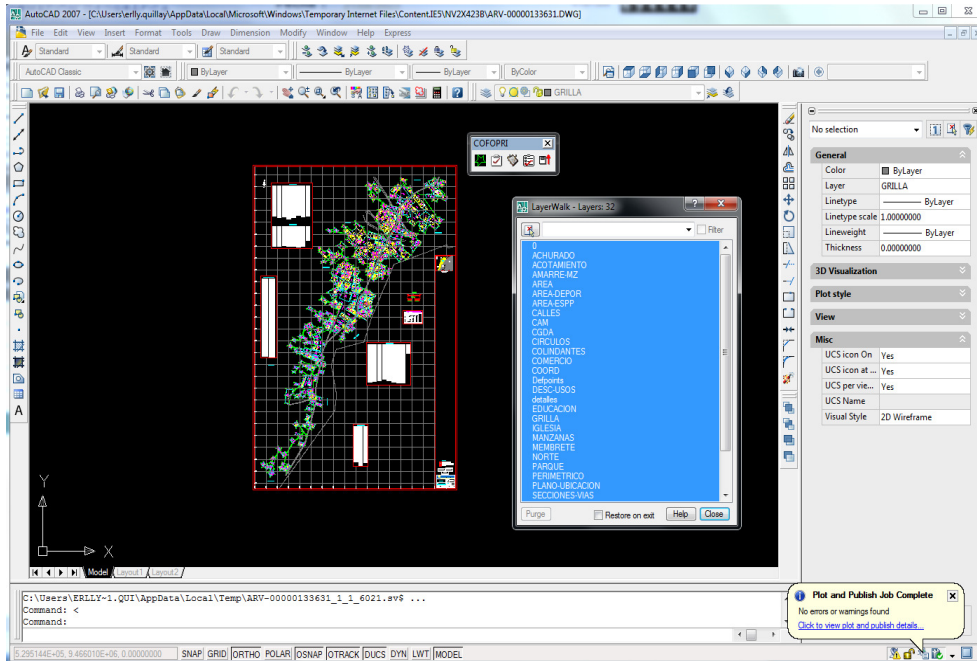 AutoCAD 2007 - [C:\Users\erlly.quillay\AppData\Local\Microsoft\Windows\Temporary Internet Files\Content.IE5\NV2X423B\ARV-00000133631.DWG]
File Edit View Insert Format Tools Draw Dimension Modify Window Help Express
Standard Standard Standard
AutoCAD Classic ByLayer ByLayer ByLayer ByColor
GRILLA
COFOPRI
LayerWalk - Layers: 32
Filter
0
ACHURADO
ACOTAMIENTO
AMARRE-MZ
AREA
AREA-DEPOR
AREA-ESPP
CALLES
CAM
CGDA
CIRCULOS
COLINDANTES
COMERCIO
COORD
Defpoints
DESC-USOS
detalles
EDUCACION
GRILLA
IGLESIA
MANZANAS
MEMBRETE
NORTE
PARQUE
PERIMETRICO
PLANO-UBICACION
SECCIONES-VIAS
Purge Restore on exit Help Close
No selection
General
Color ByLayer
Layer GRILLA
Linetype ByLayer
Linetype scale 1.00000000
Lineweight ByLayer
Thickness 0.00000000
3D Visualization
Plot style
View
Misc
UCS icon On Yes
UCS icon at ... Yes
UCS per vie... Yes
UCS Name
Visual Style 2D Wireframe
Y
X
Model Layout1 Layout2
C:\Users\ERLLY~1.QUI\AppData\Local\Temp\ARV-00000133631_1_1_6021.sv$ ...
Command: <
Command:
Plot and Publish Job Complete
No errors or warnings found
Click to view plot and publish details...
5.295144E+05, 9.466010E+06, 0.00000000 SNAP GRID ORTHO POLAR OSNAP OTRACK DUCS DYN LWT MODEL